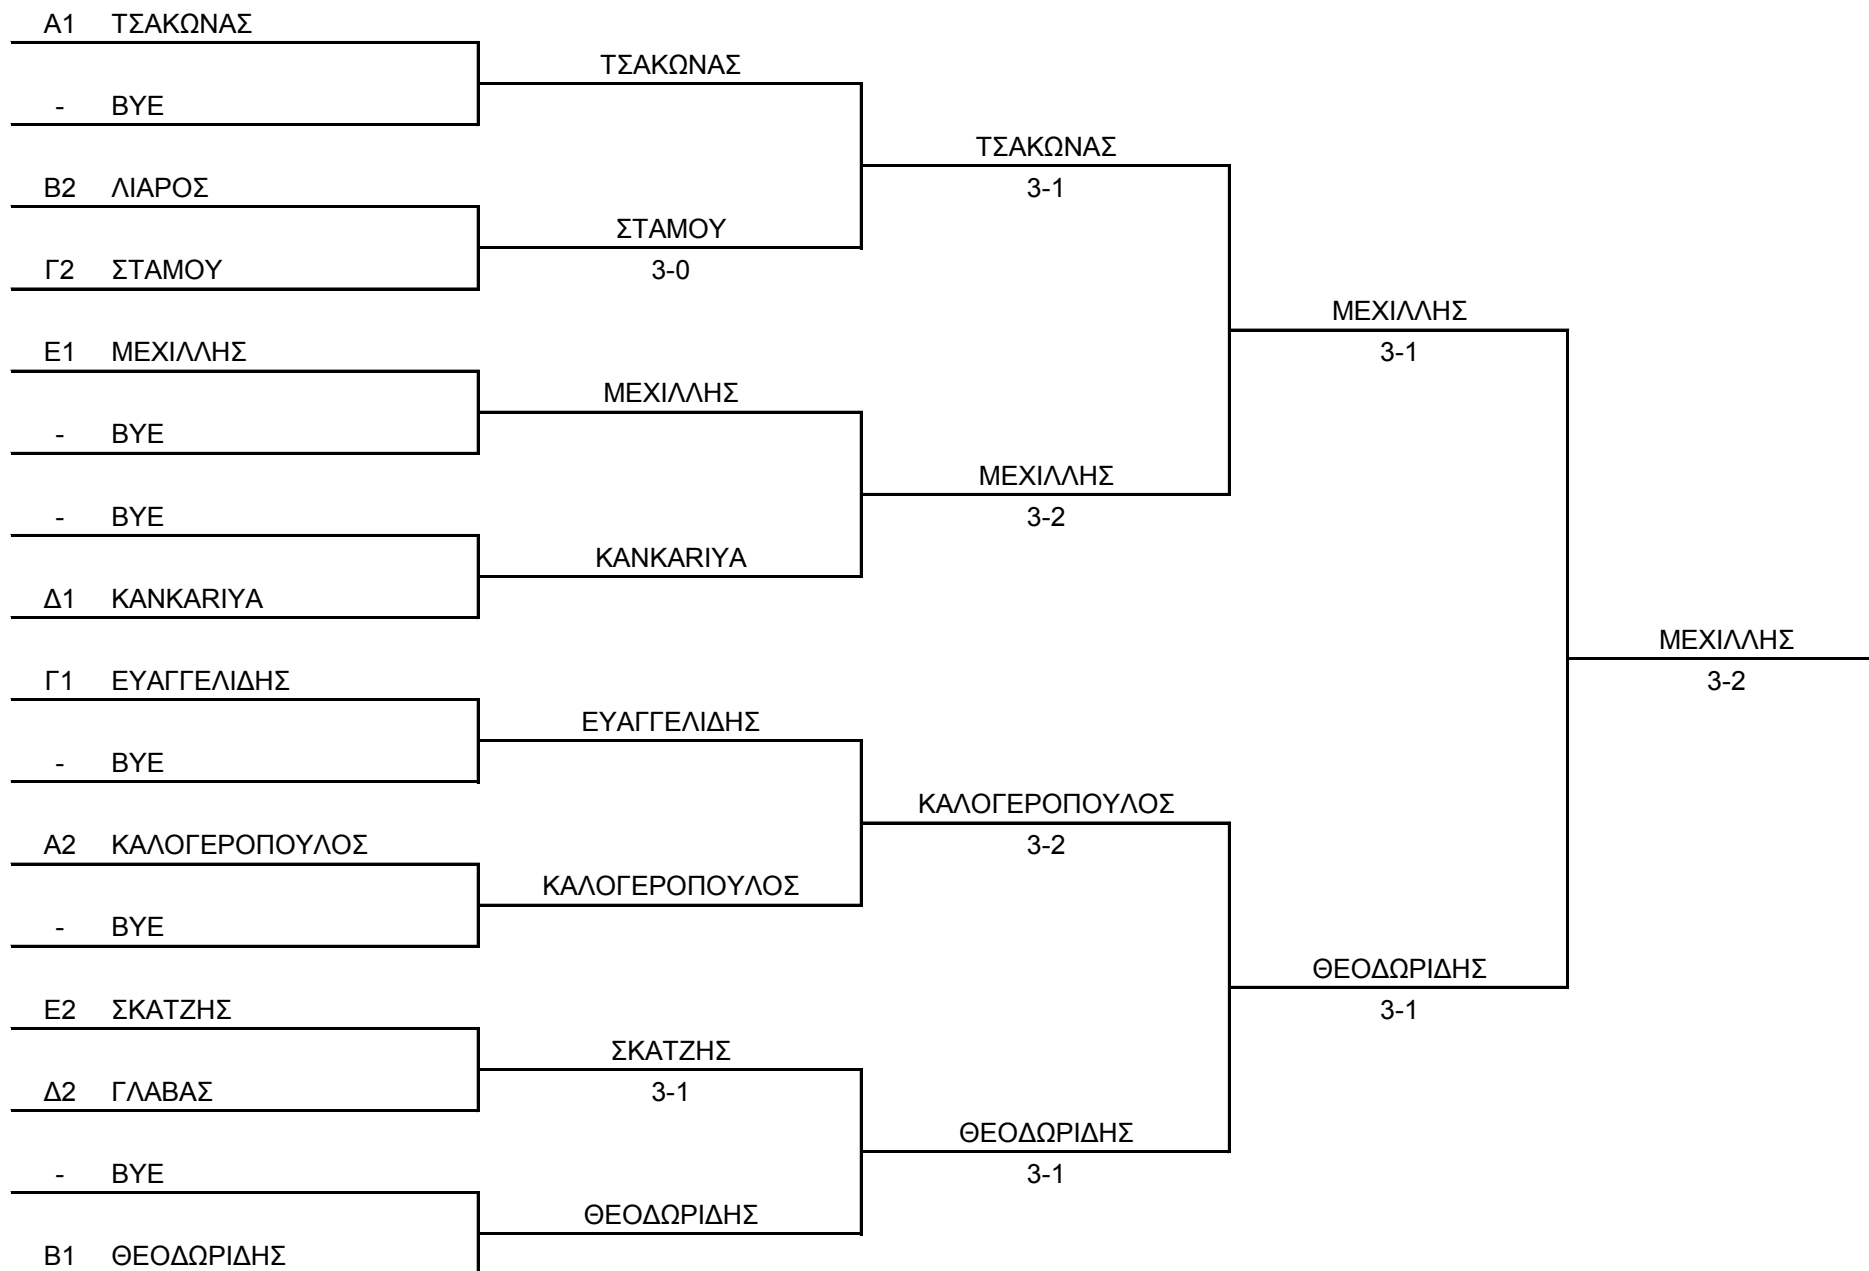 Α1 ΤΣΑΚΩΝΑΣ
ΤΣΑΚΩΝΑΣ
- BYE
ΤΣΑΚΩΝΑΣ
Β2 ΛΙΑΡΟΣ
3-1
ΣΤΑΜΟΥ
Γ2 ΣΤΑΜΟΥ
3-0
ΜΕΧΙΛΛΗΣ
Ε1 ΜΕΧΙΛΛΗΣ
3-1
ΜΕΧΙΛΛΗΣ
- BYE
ΜΕΧΙΛΛΗΣ
- BYE
3-2
KANKARIYA
Δ1 KANKARIYA
ΜΕΧΙΛΛΗΣ
Γ1 ΕΥΑΓΓΕΛΙΔΗΣ
3-2
ΕΥΑΓΓΕΛΙΔΗΣ
- BYE
ΚΑΛΟΓΕΡΟΠΟΥΛΟΣ
Α2 ΚΑΛΟΓΕΡΟΠΟΥΛΟΣ
3-2
ΚΑΛΟΓΕΡΟΠΟΥΛΟΣ
- BYE
ΘΕΟΔΩΡΙΔΗΣ
Ε2 ΣΚΑΤΖΗΣ
3-1
ΣΚΑΤΖΗΣ
Δ2 ΓΛΑΒΑΣ
3-1
ΘΕΟΔΩΡΙΔΗΣ
- BYE
3-1
ΘΕΟΔΩΡΙΔΗΣ
Β1 ΘΕΟΔΩΡΙΔΗΣ